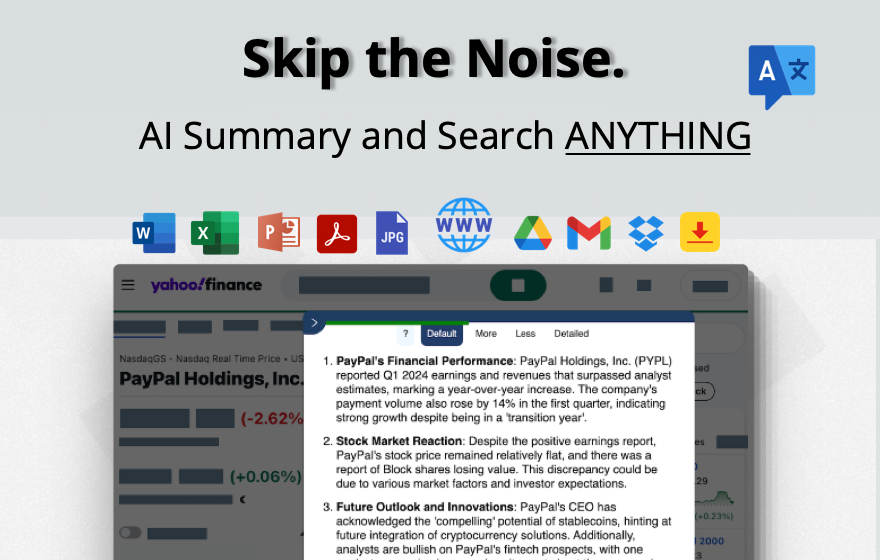 Skip the Noise.
A 文
AI Summary and Search ANYTHING
W X P JPG WWW
yahoo!finance
? Default More Less Detailed
NasdaqGS - Nasdaq Real Time Price • US
PayPal Holdings, Inc.
(-2.62%
(+0.06%)
1. PayPal's Financial Performance: PayPal Holdings, Inc. (PYPL)
reported Q1 2024 earnings and revenues that surpassed analyst
estimates, marking a year-over-year increase. The company's
payment volume also rose by 14% in the first quarter, indicating
strong growth despite being in a 'transition year'.
2. Stock Market Reaction: Despite the positive earnings report,
PayPal's stock price remained relatively flat, and there was a
report of Block shares losing value. This discrepancy could be
due to various market factors and investor expectations.
3. Future Outlook and Innovations: PayPal's CEO has
acknowledged the 'compelling' potential of stablecoins, hinting at
future integration of cryptocurrency solutions. Additionally,
analysts are bullish on PayPal's fintech prospects, with one
sed
ck
es
0
.29
(+0.23%)
2000